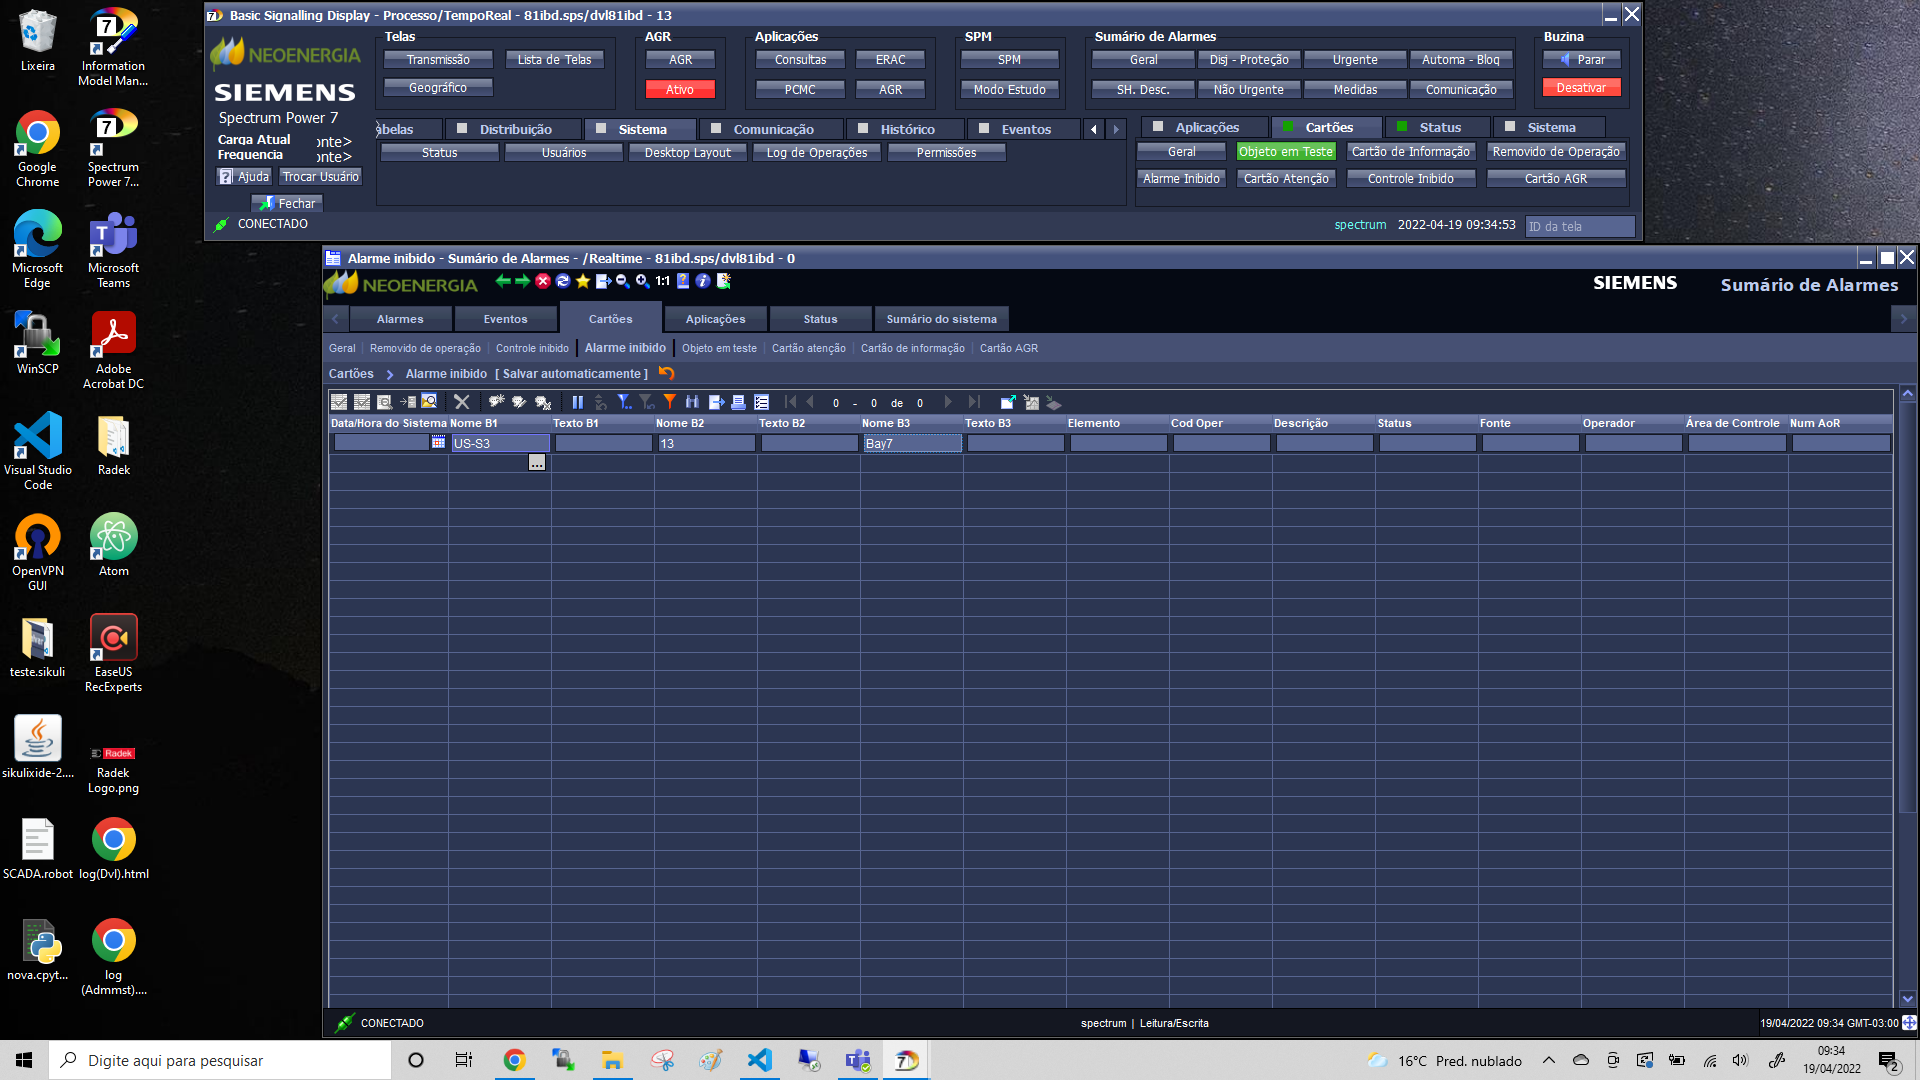 Lixeira
Information
Model Man...
Google
Chrome
Spectrum
Power 7...
Microsoft
Edge
Microsoft
Teams
WinSCP
Adobe
Acrobat DC
Visual Studio
Code
Radek
OpenVPN
GUI
Atom
teste.sikuli
EaseUS
RecExperts
sikulixide-2....
Radek
Radek
Logo.png
SCADA.robot
log(Dvl).html
nova.cpyt...
log
(Admmst)....
Basic Signalling Display - Processo/TempoReal - 81ibd.sps/dvl81ibd - 13
NEOENERGIA
SIEMENS
Spectrum Power 7
Carga Atual onte>
Frequencia onte>
Ajuda Trocar Usuário
Fechar
CONECTADO
Telas
Transmissão Lista de Telas
Geográfico
AGR
AGR
Ativo
Aplicações
Consultas ERAC
PCMC AGR
SPM
SPM
Modo Estudo
Sumário de Alarmes
Geral Disj - Proteção Urgente Automa - Bloq
SH. Desc. Não Urgente Medidas Comunicação
Buzina
Parar
Desativar
abelas Distribuição Sistema Comunicação Histórico Eventos
Status Usuários Desktop Layout Log de Operações Permissões
Aplicações Cartões Status Sistema
Geral Objeto em Teste Cartão de Informação Removido de Operação
Alarme Inibido Cartão Atenção Controle Inibido Cartão AGR
spectrum 2022-04-19 09:34:53 ID da tela
Alarme inibido - Sumário de Alarmes - /Realtime - 81ibd.sps/dvl81ibd - 0
NEOENERGIA 1:1 SIEMENS Sumário de Alarmes
Alarmes Eventos Cartões Aplicações Status Sumário do sistema
Geral Removido de operação Controle inibido Alarme inibido Objeto em teste Cartão atenção Cartão de informação Cartão AGR
Cartões > Alarme inibido [ Salvar automaticamente ]
0 - 0 de 0
Data/Hora do Sistema Nome B1 Texto B1 Nome B2 Texto B2 Nome B3 Texto B3 Elemento Cod Oper Descrição Status Fonte Operador Área de Controle Num AoR
US-S3 13 Bay7
...
CONECTADO spectrum | Leitura/Escrita 19/04/2022 09:34 GMT-03:00
Digite aqui para pesquisar
16°C Pred. nublado
09:34
19/04/2022
2